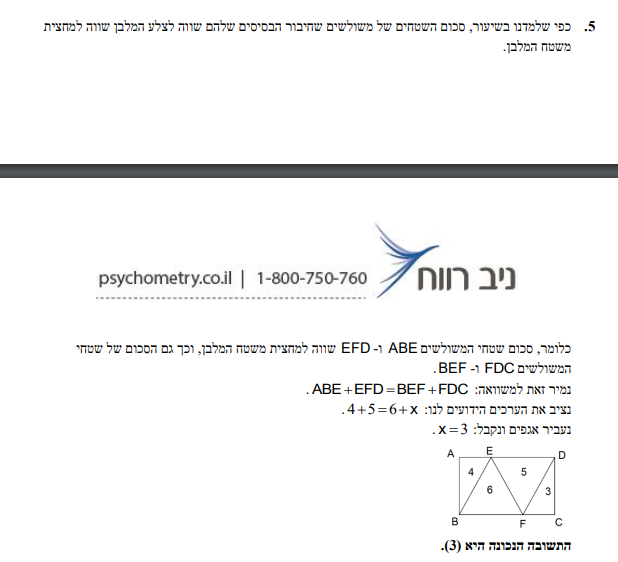 5. כפי שלמדנו בשיעור, סכום השטחים של משולשים שחיבור הבסיסים שלהם שווה לצלע המלבן שווה למחצית
משטח המלבן.
psychometry.co.il | 1-800-750-760
ניב רווח
כלומר, סכום שטחי המשולשים ABE ו- EFD שווה למחצית משטח המלבן, וכך גם הסכום של שטחי
המשולשים FDC ו- BEF.
נמיר זאת למשוואה: ABE+EFD=BEF+FDC.
נציב את הערכים הידועים לנו: 4+5=6+x.
נעביר אגפים ונקבל: x=3.
A E D
4 5
6 3
B F C
התשובה הנכונה היא (3).